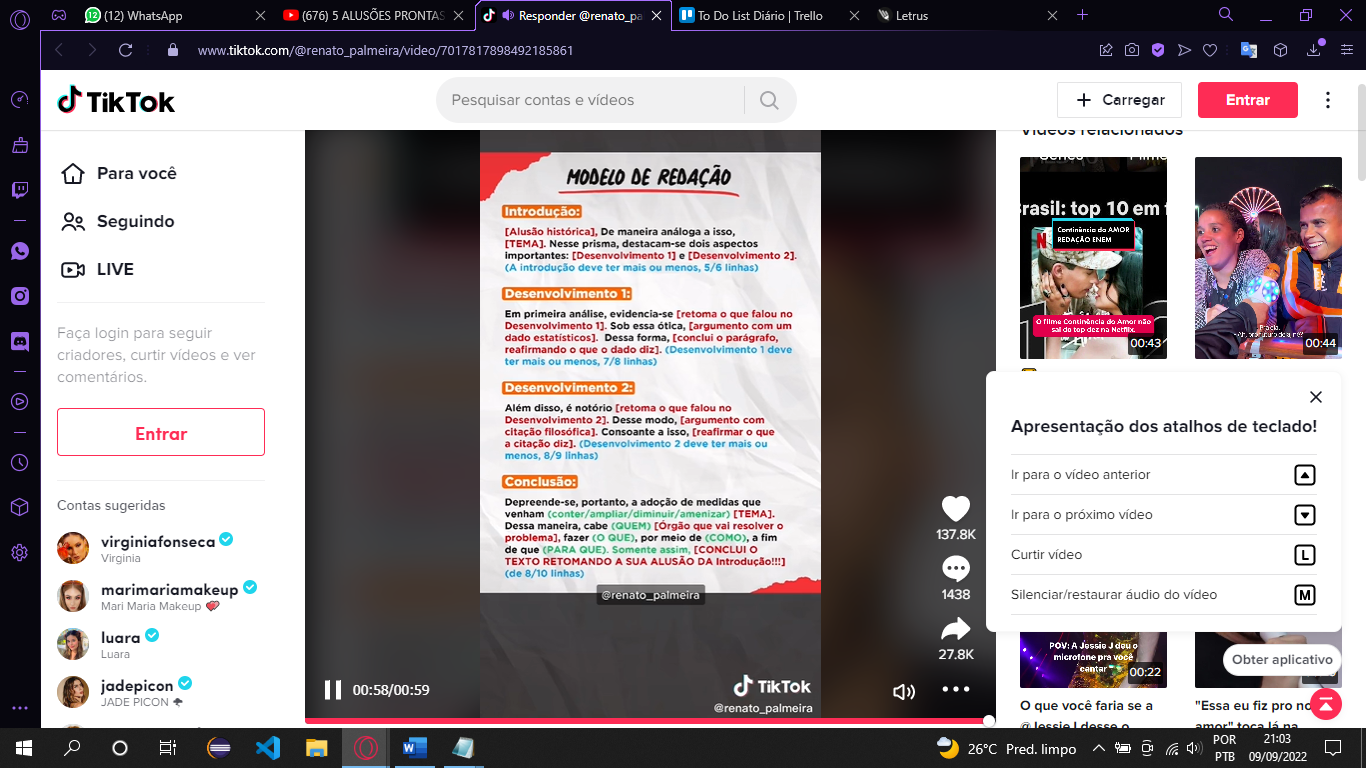 (12) WhatsApp
(676) 5 ALUSÕES PRONTAS
Responder @renato_pa
To Do List Diário | Trello
Letrus
www.tiktok.com/@renato_palmeira/video/7017817898492185861
TikTok
Pesquisar contas e vídeos
Carregar
Entrar
Para você
Seguindo
LIVE
Faça login para seguir
criadores, curtir vídeos e ver
comentários.
Entrar
Contas sugeridas
virginiafonseca
Virginia
marimariamakeup
Mari Maria Makeup
luara
Luara
jadepicon
JADE PICON
MODELO DE REDAÇÃO
Introdução:
[Alusão histórica], De maneira análoga a isso,
[TEMA]. Nesse prisma, destacam-se dois aspectos
importantes: [Desenvolvimento 1] e [Desenvolvimento 2].
(A introdução deve ter mais ou menos, 5/6 linhas)
Desenvolvimento 1:
Em primeira análise, evidencia-se [retoma o que falou no
Desenvolvimento 1]. Sob essa ótica, [argumento com um
dado estatísticos]. Dessa forma, [conclui o parágrafo,
reafirmando o que o dado diz]. (Desenvolvimento 1 deve
ter mais ou menos, 7/8 linhas)
Desenvolvimento 2:
Além disso, é notório [retoma o que falou no
Desenvolvimento 2]. Desse modo, [argumento com
citação filosófica]. Consoante a isso, [reafirmar o que
a citação diz]. (Desenvolvimento 2 deve ter mais ou
menos, 8/9 linhas)
Conclusão:
Depreende-se, portanto, a adoção de medidas que
venham (conter/ampliar/diminuir/amenizar) [TEMA].
Dessa maneira, cabe (QUEM) [Órgão que vai resolver o
problema], fazer (O QUE), por meio de (COMO), a fim
de que (PARA QUE). Somente assim, [CONCLUI O
TEXTO RETOMANDO A SUA ALUSÃO DA Introdução!!!]
(de 8/10 linhas)
@renato_palmeira
00:58/00:59
TikTok
@renato_palmeira
137.8K
1438
27.8K
Vídeos relacionados
Brasil: top 10 em f
Continência do AMOR
REDAÇÃO ENEM
O filme Continência do Amor não
sai do top dez na Netflix.
00:43
00:44
Apresentação dos atalhos de teclado!
Ir para o vídeo anterior
Ir para o próximo vídeo
Curtir vídeo
L
Silenciar/restaurar áudio do vídeo
M
POV: A Jessie J deu o
microfone pra você
cantar
00:22
Obter aplicativo
O que você faria se a
@Jessie J desse o
"Essa eu fiz pro no
amor" toca lá na
26°C Pred. limpo
POR
PTB
21:03
09/09/2022